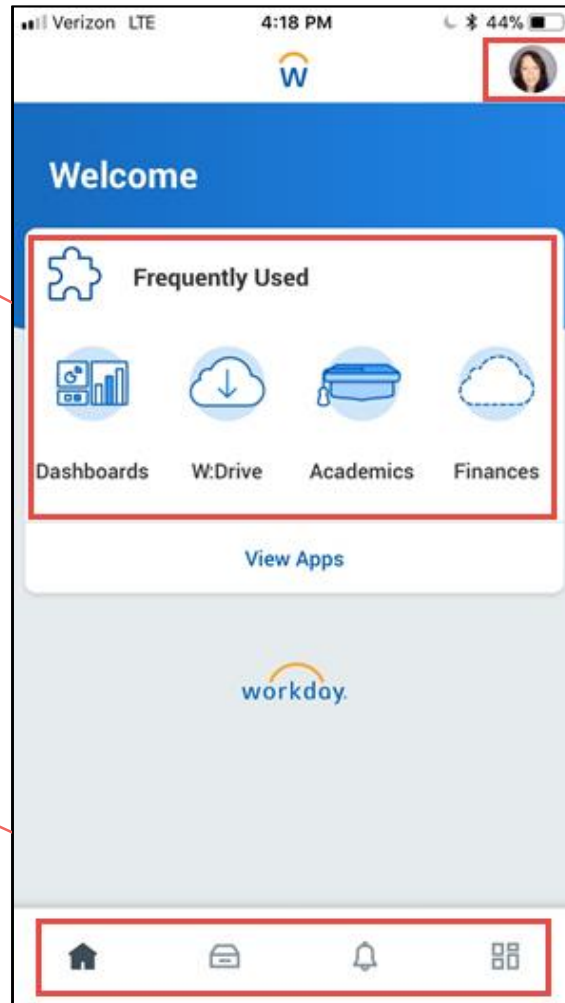 Verizon LTE 4:18 PM 44%
W
Welcome
Frequently Used
Dashboards W:Drive Academics Finances
View Apps
workday.